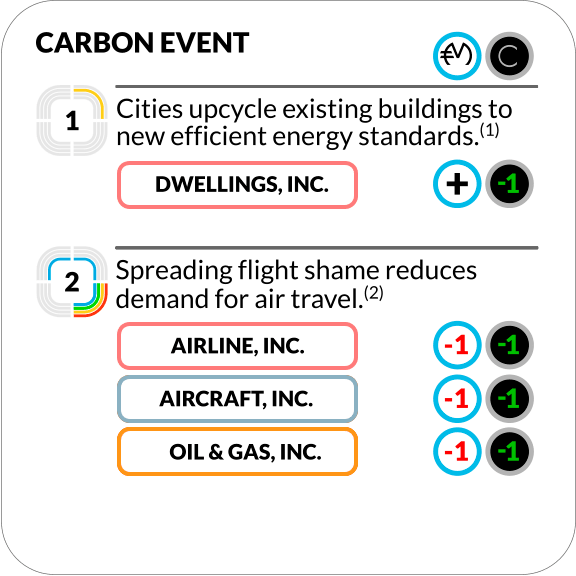 CARBON EVENT
C
1
Cities upcycle existing buildings to
new efficient energy standards.(1)
DWELLINGS, INC.
+ -1
2
Spreading flight shame reduces
demand for air travel.(2)
AIRLINE, INC.
-1 -1
AIRCRAFT, INC.
-1 -1
OIL & GAS, INC.
-1 -1